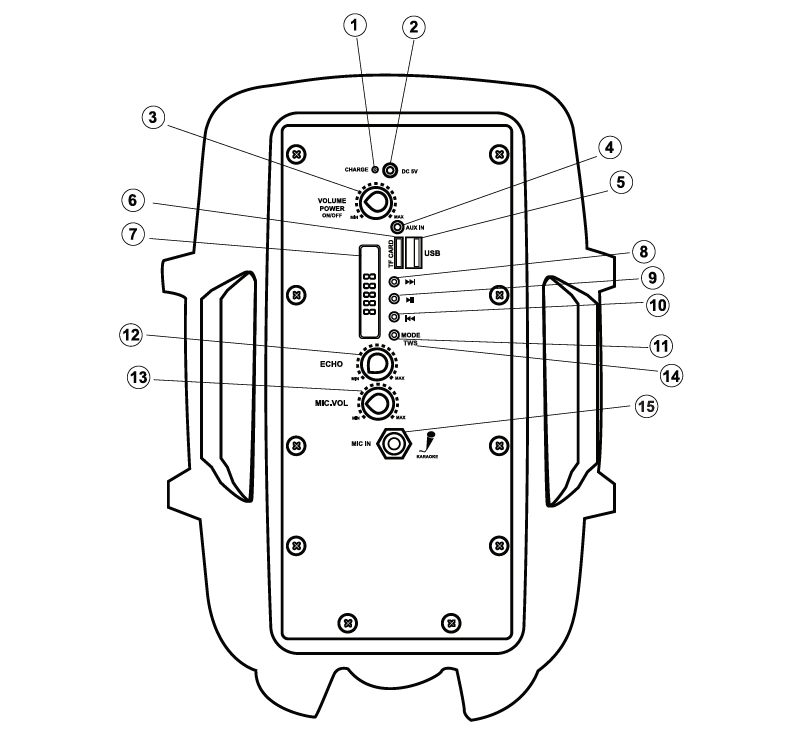 1
2
3
4
CHARGE
DC 5V
5
6
VOLUME
POWER
ON/OFF
MIN
MAX
AUX IN
7
TF CARD
USB
8
88888
9
10
12
MODE
TWS
11
ECHO
MIN
MAX
13
14
MIC.VOL
MIN
MAX
15
MIC IN
KARAOKE